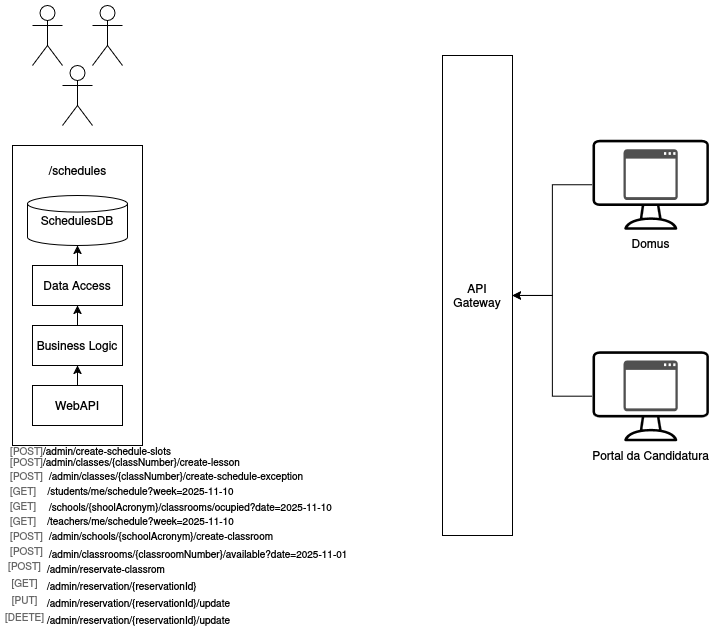 /schedules
SchedulesDB
Data Access
Business Logic
WebAPI
[POST]/admin/create-schedule-slots
[POST]/admin/classes/{classNumber}/create-lesson
[POST] /admin/classes/{classNumber}/create-schedule-exception
[GET] /students/me/schedule?week=2025-11-10
[GET] /schools/{shoolAcronym}/classrooms/ocupied?date=2025-11-10
[GET] /teachers/me/schedule?week=2025-11-10
[POST] /admin/schools/{schoolAcronym}/create-classroom
[POST] /admin/classrooms/{classroomNumber}/available?date=2025-11-01
[POST] /admin/reservate-classrom
[GET] /admin/reservation/{reservationId}
[PUT] /admin/reservation/{reservationId}/update
[DEETE] /admin/reservation/{reservationId}/update
API
Gateway
Domus
Portal da Candidatura